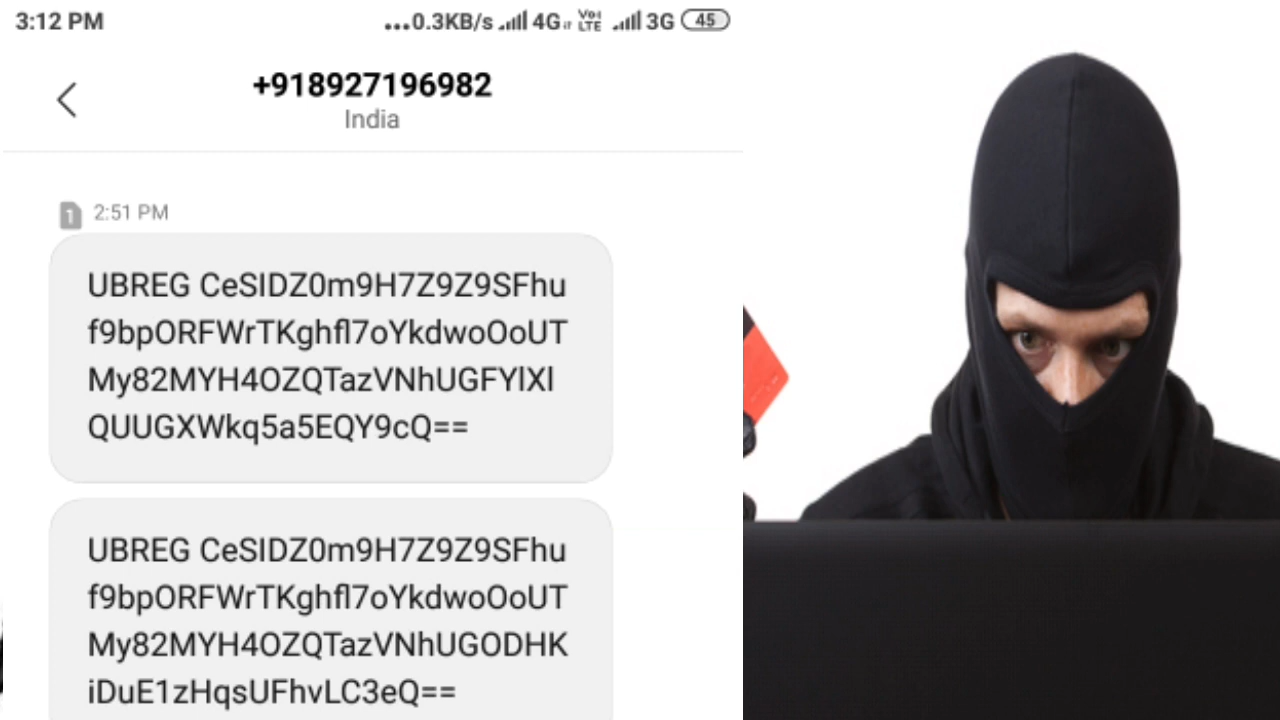 3:12 PM ...0.3KB/s 4G VoLTE 3G 45
+918927196982
India
1 2:51 PM
UBREG CeSIDZ0m9H7Z9Z9SFhu
f9bpORFWrTKghfl7oYkdwoOoUT
My82MYH4OZQTazVNhUGFYlXl
QUUGXWkq5a5EQY9cQ==
UBREG CeSIDZ0m9H7Z9Z9SFhu
f9bpORFWrTKghfl7oYkdwoOoUT
My82MYH4OZQTazVNhUGODHK
iDuE1zHqsUFhvLC3eQ==